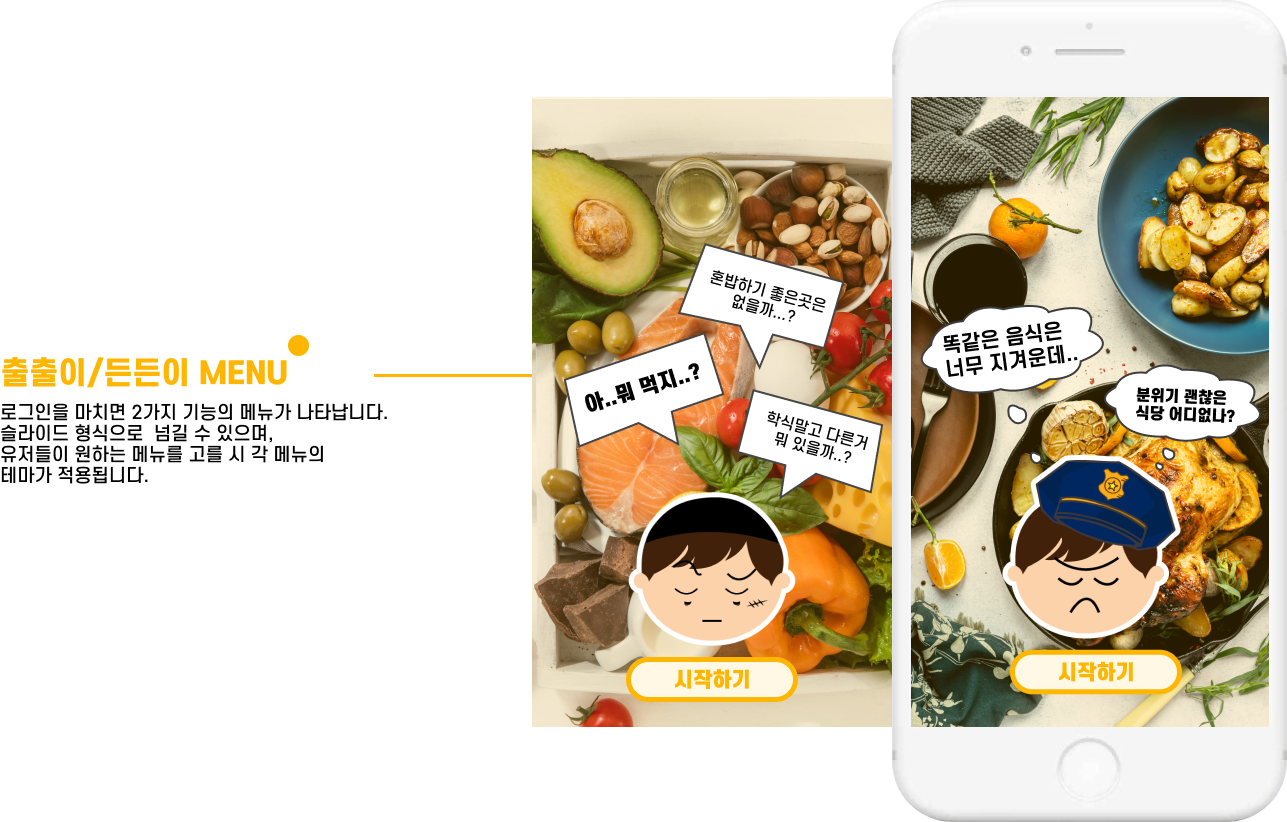 출출이/든든이 MENU
로그인을 마치면 2가지 기능의 메뉴가 나타납니다.
슬라이드 형식으로 넘길 수 있으며,
유저들이 원하는 메뉴를 고를 시 각 메뉴의
테마가 적용됩니다.
혼밥하기 좋은곳은
없을까...?
아..뭐 먹지..?
학식말고 다른거
뭐 있을까..?
시작하기
똑같은 음식은
너무 지겨운데..
분위기 괜찮은
식당 어디없나?
시작하기